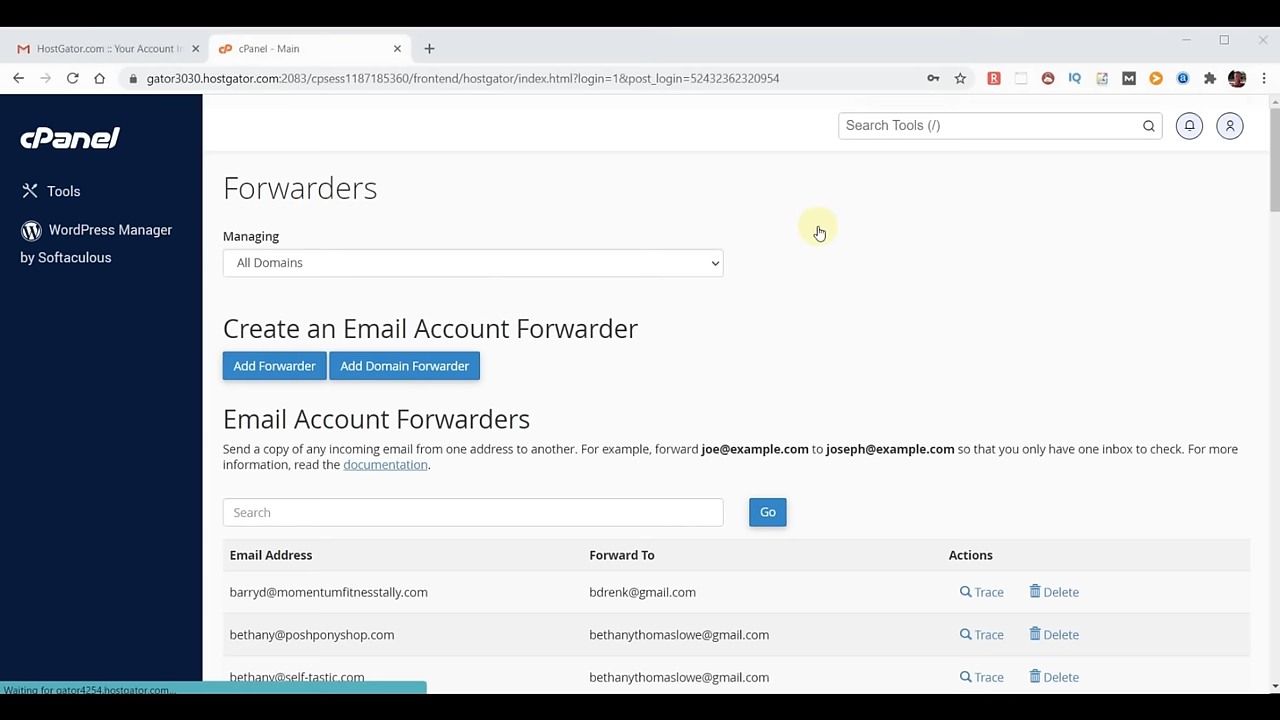 HostGator.com :: Your Account I
cPanel - Main
gator3030.hostgator.com:2083/cpsess1187185360/frontend/hostgator/index.html?login=1&post_login=52432362320954
cPanel
Search Tools (/)
Tools
WordPress Manager
by Softaculous
Forwarders
Managing
All Domains
Create an Email Account Forwarder
Add Forwarder
Add Domain Forwarder
Email Account Forwarders
Send a copy of any incoming email from one address to another. For example, forward joe@example.com to joseph@example.com so that you only have one inbox to check. For more
information, read the documentation.
Search
Go
Email Address Forward To Actions
barryd@momentumfitnesstally.com bdrenk@gmail.com Trace Delete
bethany@poshponyshop.com bethanythomaslowe@gmail.com Trace Delete
bethany@self-tastic.com bethanythomaslowe@gmail.com Trace Delete
Waiting for gator4254.hostgator.com...